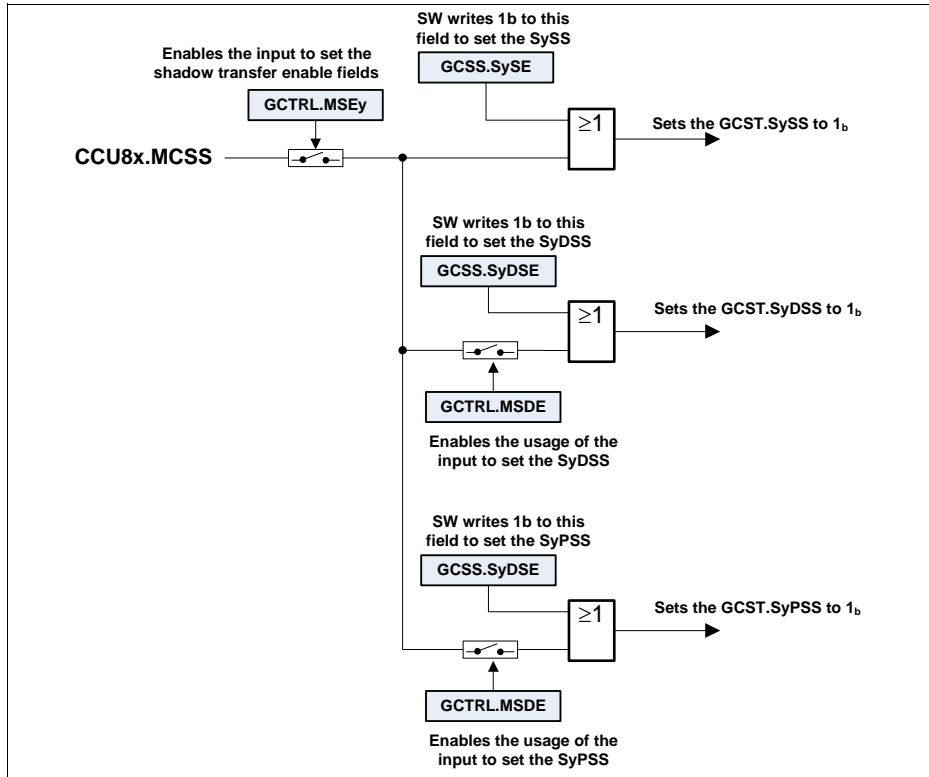 SW writes 1b to this
field to set the SySS
GCSS.SySE
Enables the input to set the
shadow transfer enable fields
GCTRL.MSEy
≥1
Sets the GCST.SySS to 1b
CCU8x.MCSS
SW writes 1b to this
field to set the SyDSS
GCSS.SyDSE
≥1
Sets the GCST.SyDSS to 1b
GCTRL.MSDE
Enables the usage of the
input to set the SyDSS
SW writes 1b to this
field to set the SyPSS
GCSS.SyDSE
≥1
Sets the GCST.SyPSS to 1b
GCTRL.MSDE
Enables the usage of the
input to set the SyPSS